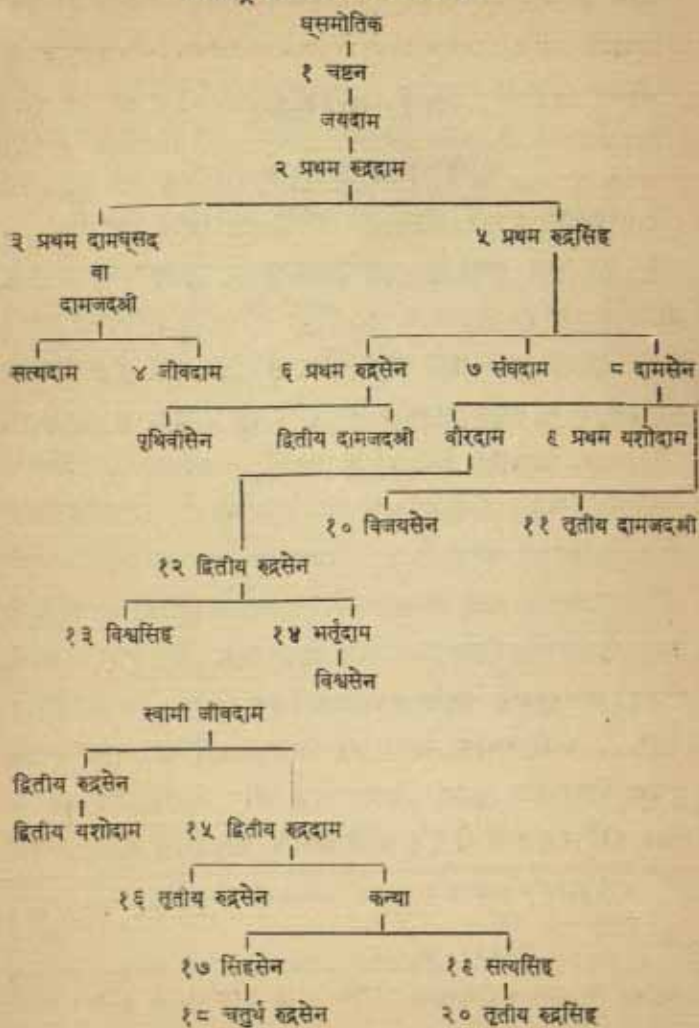 घ्समोतिक
१ चष्टन
जयदाम
२ प्रथम रुद्रदाम
३ प्रथम दामघ्सद ५ प्रथम रुद्रसिंह
वा
दामजदश्री
सत्यदाम ४ जीवदाम ६ प्रथम रुद्रसेन ७ संघदाम ८ दामसेन
पृथिवीसेन द्वितीय दामजदश्री वीरदाम ९ प्रथम यशोदाम
१० विजयसेन ११ तृतीय दामजदश्री
१२ द्वितीय रुद्रसेन
१३ विश्वसिंह १४ भर्तृदाम
विश्वसेन
स्वामी जीवदाम
द्वितीय रुद्रसेन
द्वितीय यशोदाम १५ द्वितीय रुद्रदाम
१६ तृतीय रुद्रसेन कन्या
१७ सिंहसेन १९ सत्यसिंह
१८ चतुर्थ रुद्रसेन २० तृतीय रुद्रसिंह